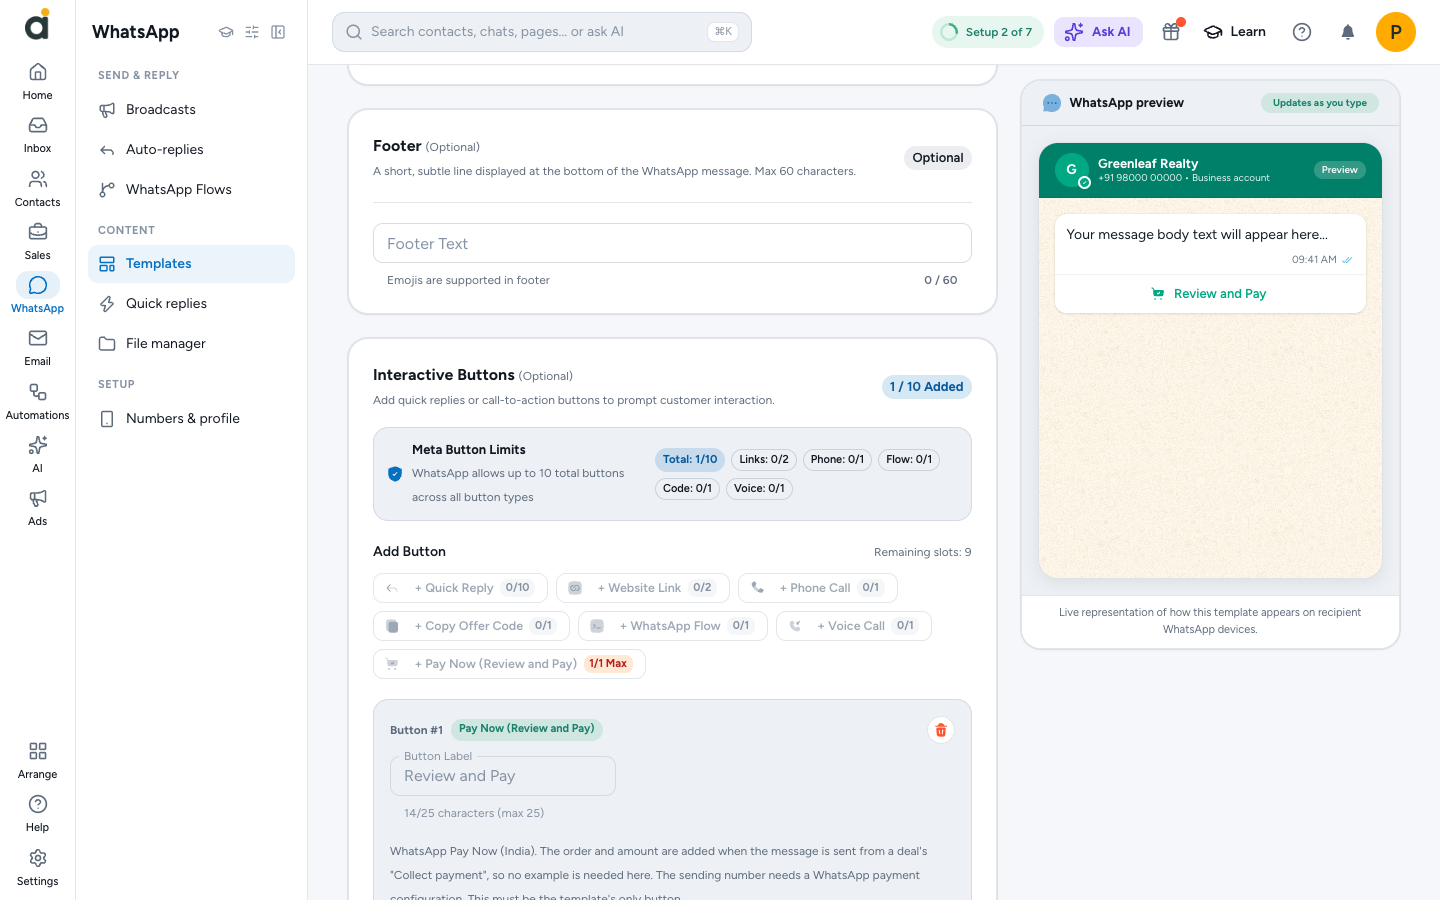 WhatsApp
Search contacts, chats, pages... or ask AI
⌘K
Setup 2 of 7
Ask AI
Learn
P
Home
Inbox
Contacts
Sales
WhatsApp
Email
Automations
AI
Ads
Arrange
Help
Settings
SEND & REPLY
Broadcasts
Auto-replies
WhatsApp Flows
CONTENT
Templates
Quick replies
File manager
SETUP
Numbers & profile
Footer (Optional)
A short, subtle line displayed at the bottom of the WhatsApp message. Max 60 characters.
Optional
Footer Text
Emojis are supported in footer
0 / 60
Interactive Buttons (Optional)
Add quick replies or call-to-action buttons to prompt customer interaction.
1 / 10 Added
Meta Button Limits
WhatsApp allows up to 10 total buttons
across all button types
Total: 1/10
Links: 0/2
Phone: 0/1
Flow: 0/1
Code: 0/1
Voice: 0/1
Add Button
Remaining slots: 9
+ Quick Reply 0/10
+ Website Link 0/2
+ Phone Call 0/1
+ Copy Offer Code 0/1
+ WhatsApp Flow 0/1
+ Voice Call 0/1
+ Pay Now (Review and Pay) 1/1 Max
Button #1
Pay Now (Review and Pay)
Button Label
Review and Pay
14/25 characters (max 25)
WhatsApp Pay Now (India). The order and amount are added when the message is sent from a deal's
"Collect payment", so no example is needed here. The sending number needs a WhatsApp payment
configuration. This must be the template's only button.
WhatsApp preview
Updates as you type
G
Greenleaf Realty
+91 98000 00000 • Business account
Preview
Your message body text will appear here...
09:41 AM
Review and Pay
Live representation of how this template appears on recipient
WhatsApp devices.